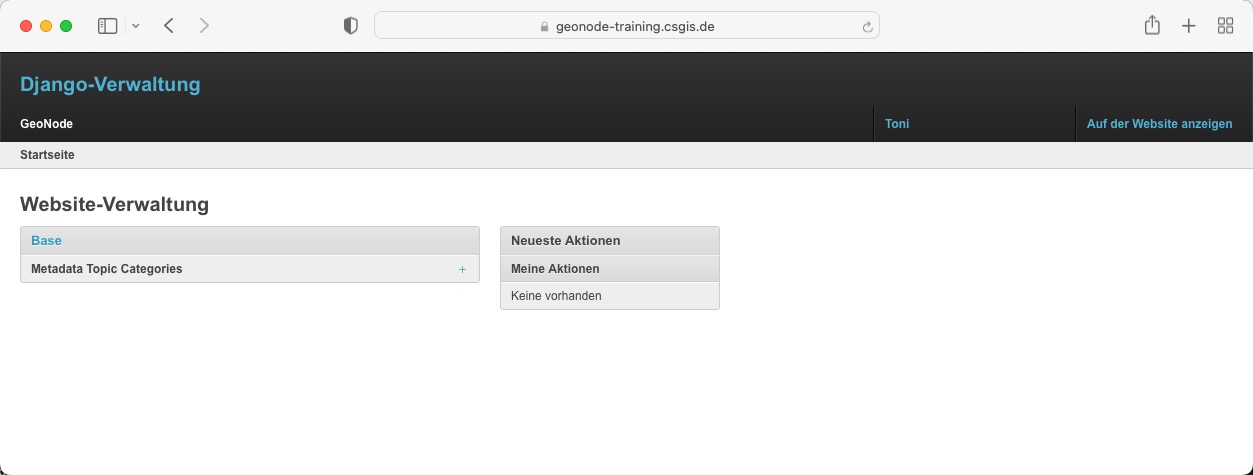 geonode-training.csgis.de
Django-Verwaltung
GeoNode
Toni
Auf der Website anzeigen
Startseite
Website-Verwaltung
Base
Metadata Topic Categories +
Neueste Aktionen
Meine Aktionen
Keine vorhanden